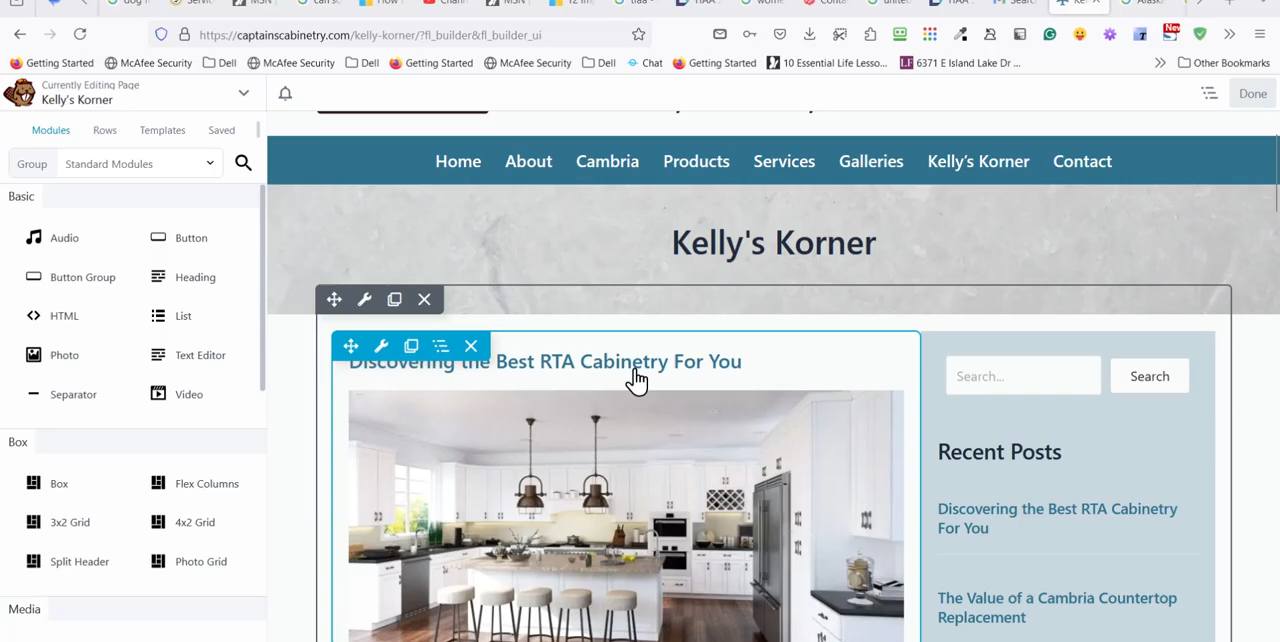 MSN
MSN
https://captainscabinetry.com/kelly-korner/?fl_builder&fl_builder_ui
New
Getting Started McAfee Security Dell McAfee Security Dell Getting Started McAfee Security Dell Chat Getting Started 10 Essential Life Lesso... LF 6371 E Island Lake Dr ... Other Bookmarks
Currently Editing Page
Kelly's Korner
Done
Modules Rows Templates Saved
Group Standard Modules
Home About Cambria Products Services Galleries Kelly's Korner Contact
Basic
Audio Button
Button Group Heading
HTML List
Photo Text Editor
Separator Video
Box
Box Flex Columns
3x2 Grid 4x2 Grid
Split Header Photo Grid
Media
Kelly's Korner
Discovering the Best RTA Cabinetry For You
Search... Search
Recent Posts
Discovering the Best RTA Cabinetry
For You
The Value of a Cambria Countertop
Replacement